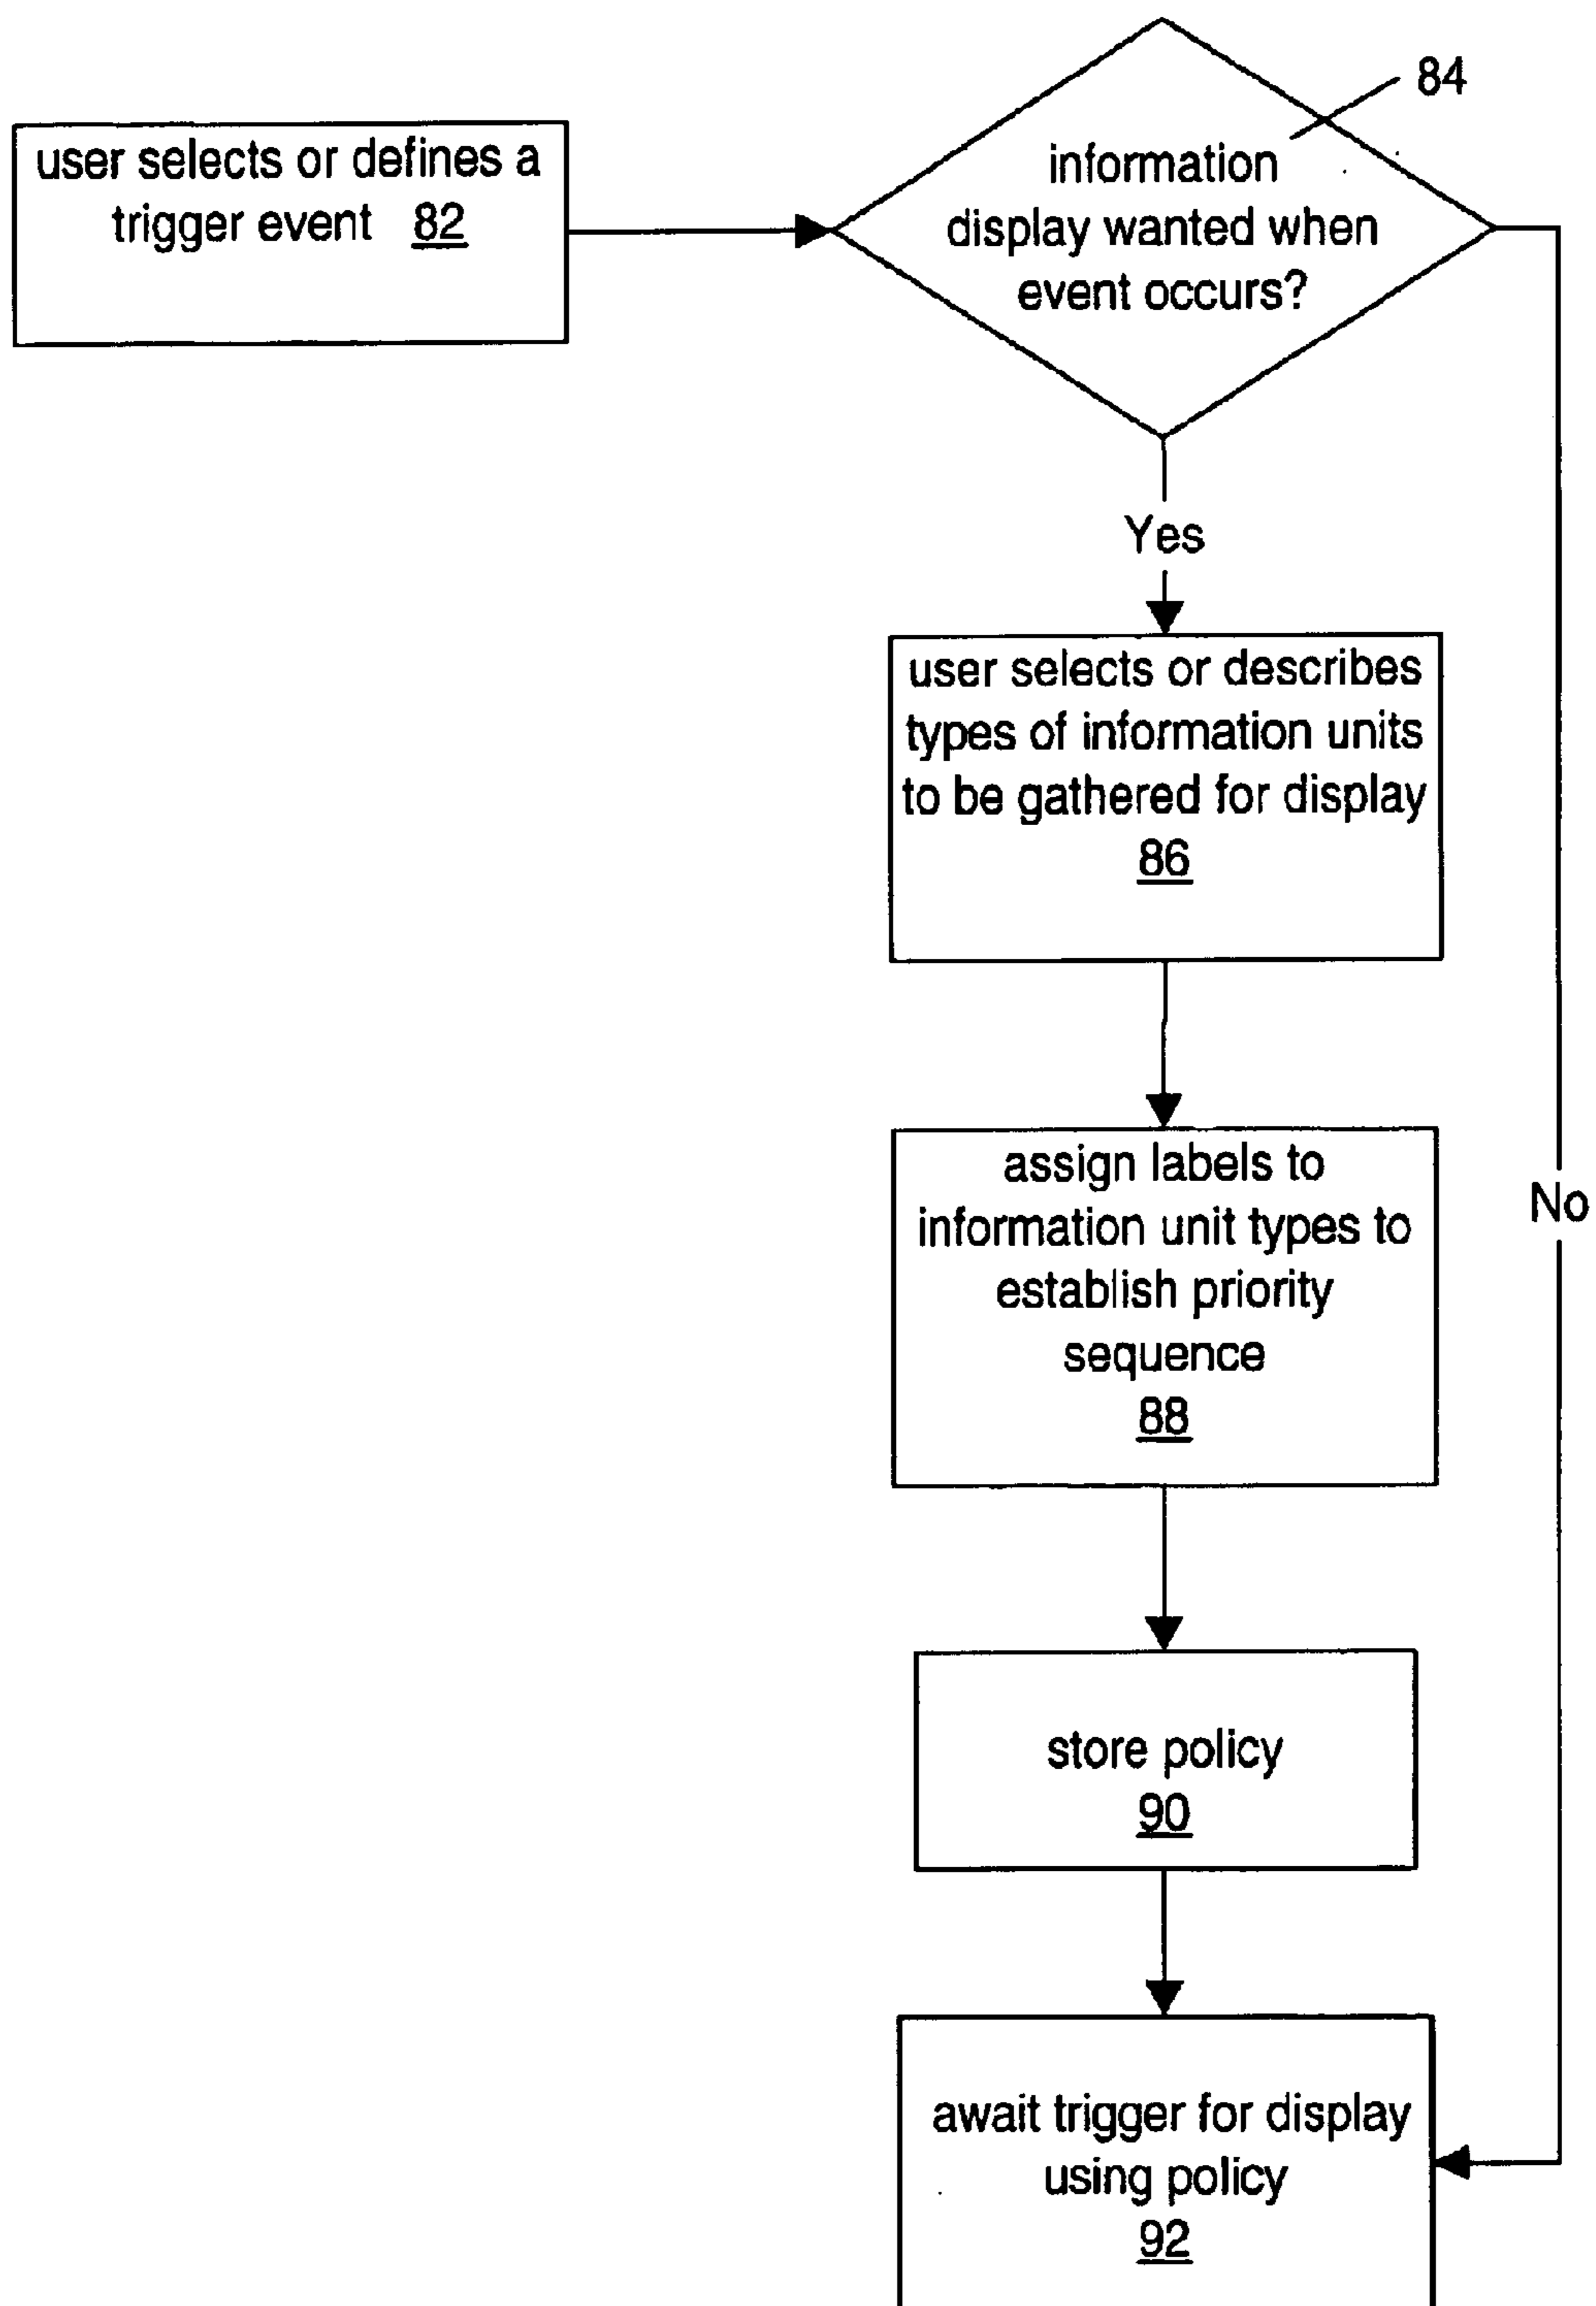 user selects or defines a
trigger event 82
84
information
display wanted when
event occurs?
Yes
user selects or describes
types of information units
to be gathered for display
86
assign labels to
information unit types to
establish priority
sequence
88
No
store policy
90
await trigger for display
using policy
92